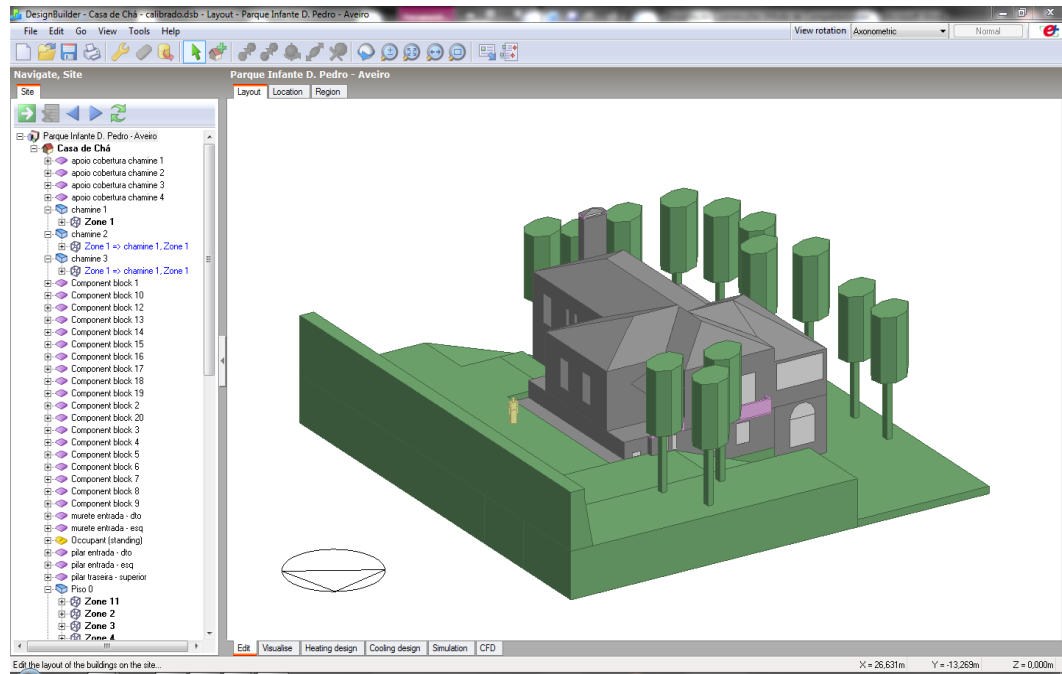 DesignBuilder - Casa de Chá - calibrado.dsb - Layout - Parque Infante D. Pedro - Aveiro
File Edit Go View Tools Help
View rotation Axonometric Normal
Navigate, Site
Parque Infante D. Pedro - Aveiro
Site
Layout Location Region
Parque Infante D. Pedro - Aveiro
Casa de Chá
apoio cobertura chamine 1
apoio cobertura chamine 2
apoio cobertura chamine 3
apoio cobertura chamine 4
chamine 1
Zone 1
chamine 2
Zone 1 => chamine 1, Zone 1
chamine 3
Zone 1 => chamine 1, Zone 1
Component block 1
Component block 10
Component block 12
Component block 13
Component block 14
Component block 15
Component block 16
Component block 17
Component block 18
Component block 19
Component block 2
Component block 20
Component block 3
Component block 4
Component block 5
Component block 6
Component block 7
Component block 8
Component block 9
murete entrada - dto
murete entrada - esq
Occupant (standing)
pilar entrada - dto
pilar entrada - esq
pilar traseira - superior
Piso 0
Zone 11
Zone 2
Zone 3
Zone 4
Edit Visualise Heating design Cooling design Simulation CFD
Edit the layout of the buildings on the site...
X = 26,631m Y = -13,269m Z = 0,000m